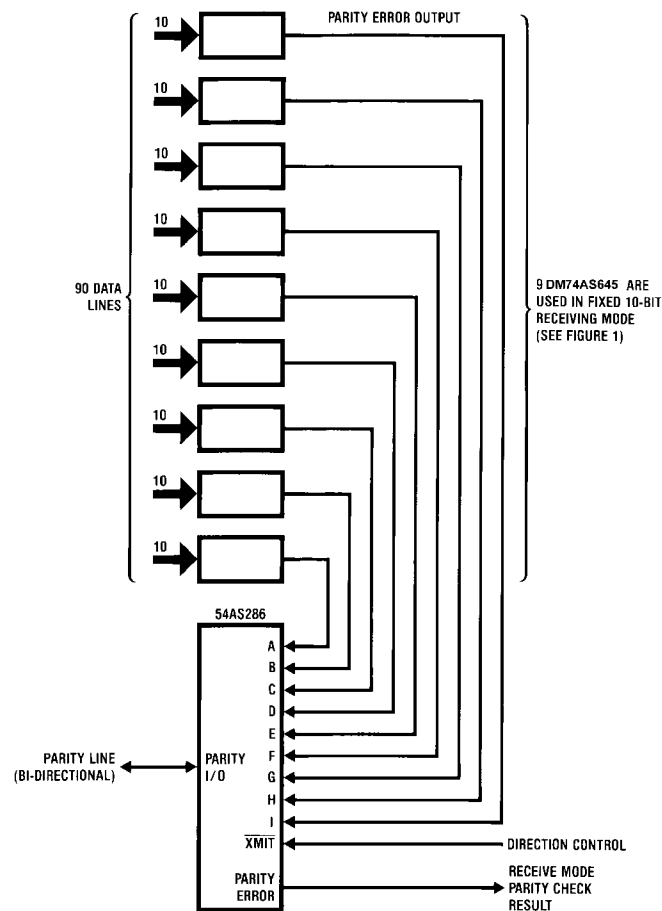 PARITY ERROR OUTPUT
10
10
10
10
10
10
10
10
10
90 DATA
LINES
9 DM74AS645 ARE
USED IN FIXED 10-BIT
RECEIVING MODE
(SEE FIGURE 1)
54AS286
A
B
C
D
E
F
G
H
I
XMIT
PARITY
I/O
PARITY
ERROR
PARITY LINE
(BI-DIRECTIONAL)
DIRECTION CONTROL
RECEIVE MODE
PARITY CHECK
RESULT